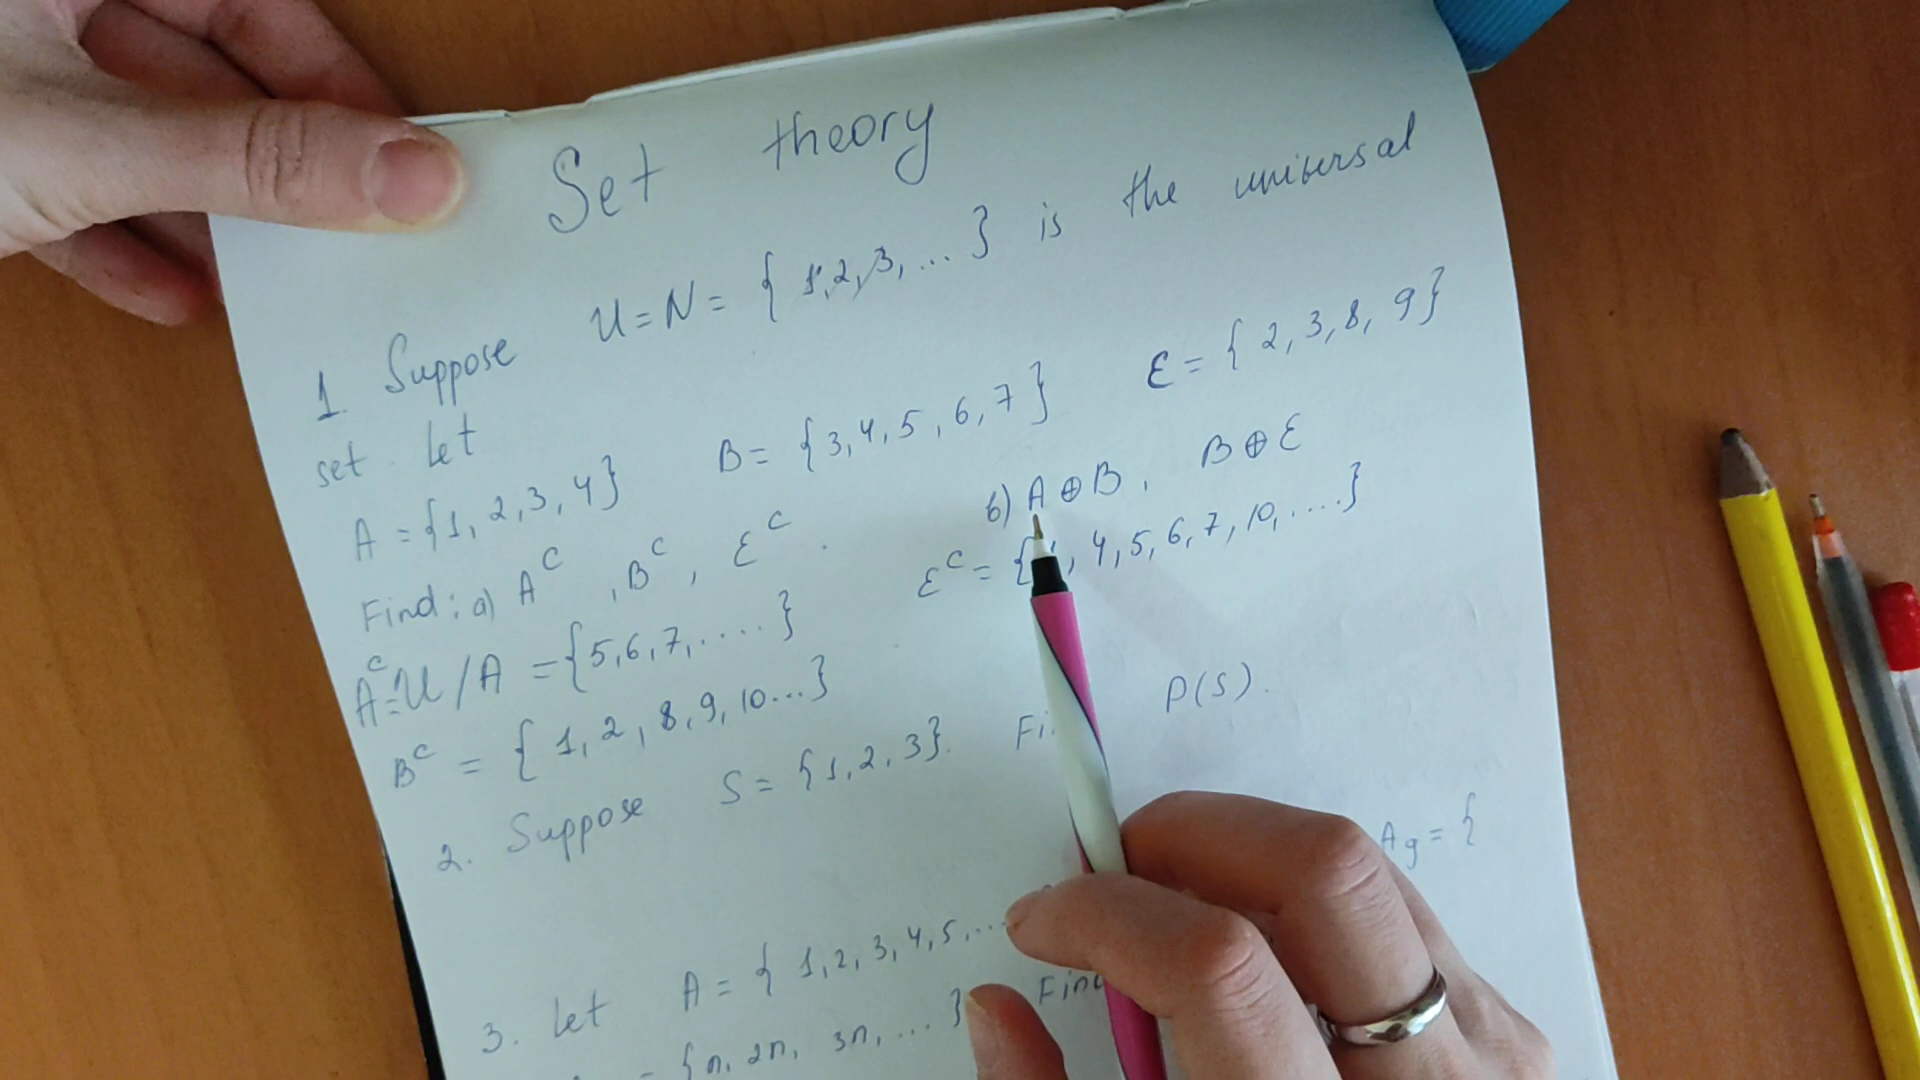 Set theory
1 Suppose U = N = { 1, 2, 3, ... } is the universal
set. Let
A = {1, 2, 3, 4} B = {3, 4, 5, 6, 7} Ɛ = {2, 3, 8, 9}
Find: a) A^C, B^C, Ɛ^C. b) A ⊕ B, B ⊕ Ɛ
A^C = U / A = {5, 6, 7, ....} Ɛ^C = { , 4, 5, 6, 7, 10, ....}
B^C = {1, 2, 8, 9, 10...}
2. Suppose S = {1, 2, 3}. P(S).
3. Let A = { 1, 2, 3, 4, 5, ... A9 = {
= {n, 2n, 3n, ... }